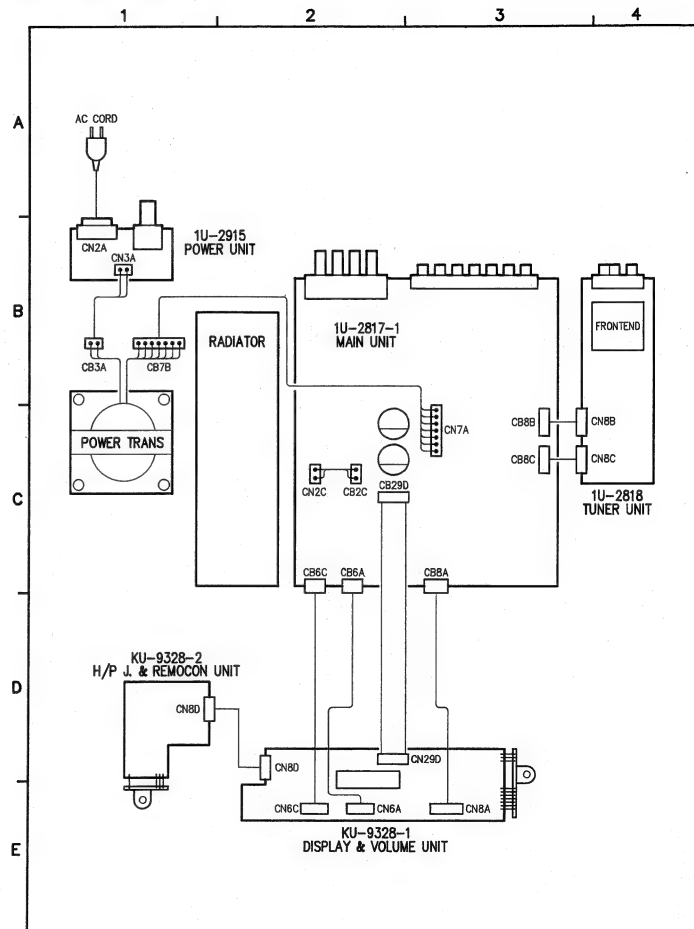 1 2 3 4
A
AC CORD
CN2A
1U-2915
POWER UNIT
CN3A
B
1U-2817-1
MAIN UNIT
FRONTEND
RADIATOR
CB3A
CB7B
CN7A
POWER TRANS
CB8B
CN8B
CB8C
CN8C
C
CN2C
CB2C
CB29D
1U-2818
TUNER UNIT
CB6C
CB6A
CB8A
D
KU-9328-2
H/P J. & REMOCON UNIT
CN8D
CN8D
CN29D
CN6C
CN6A
CN8A
E
KU-9328-1
DISPLAY & VOLUME UNIT